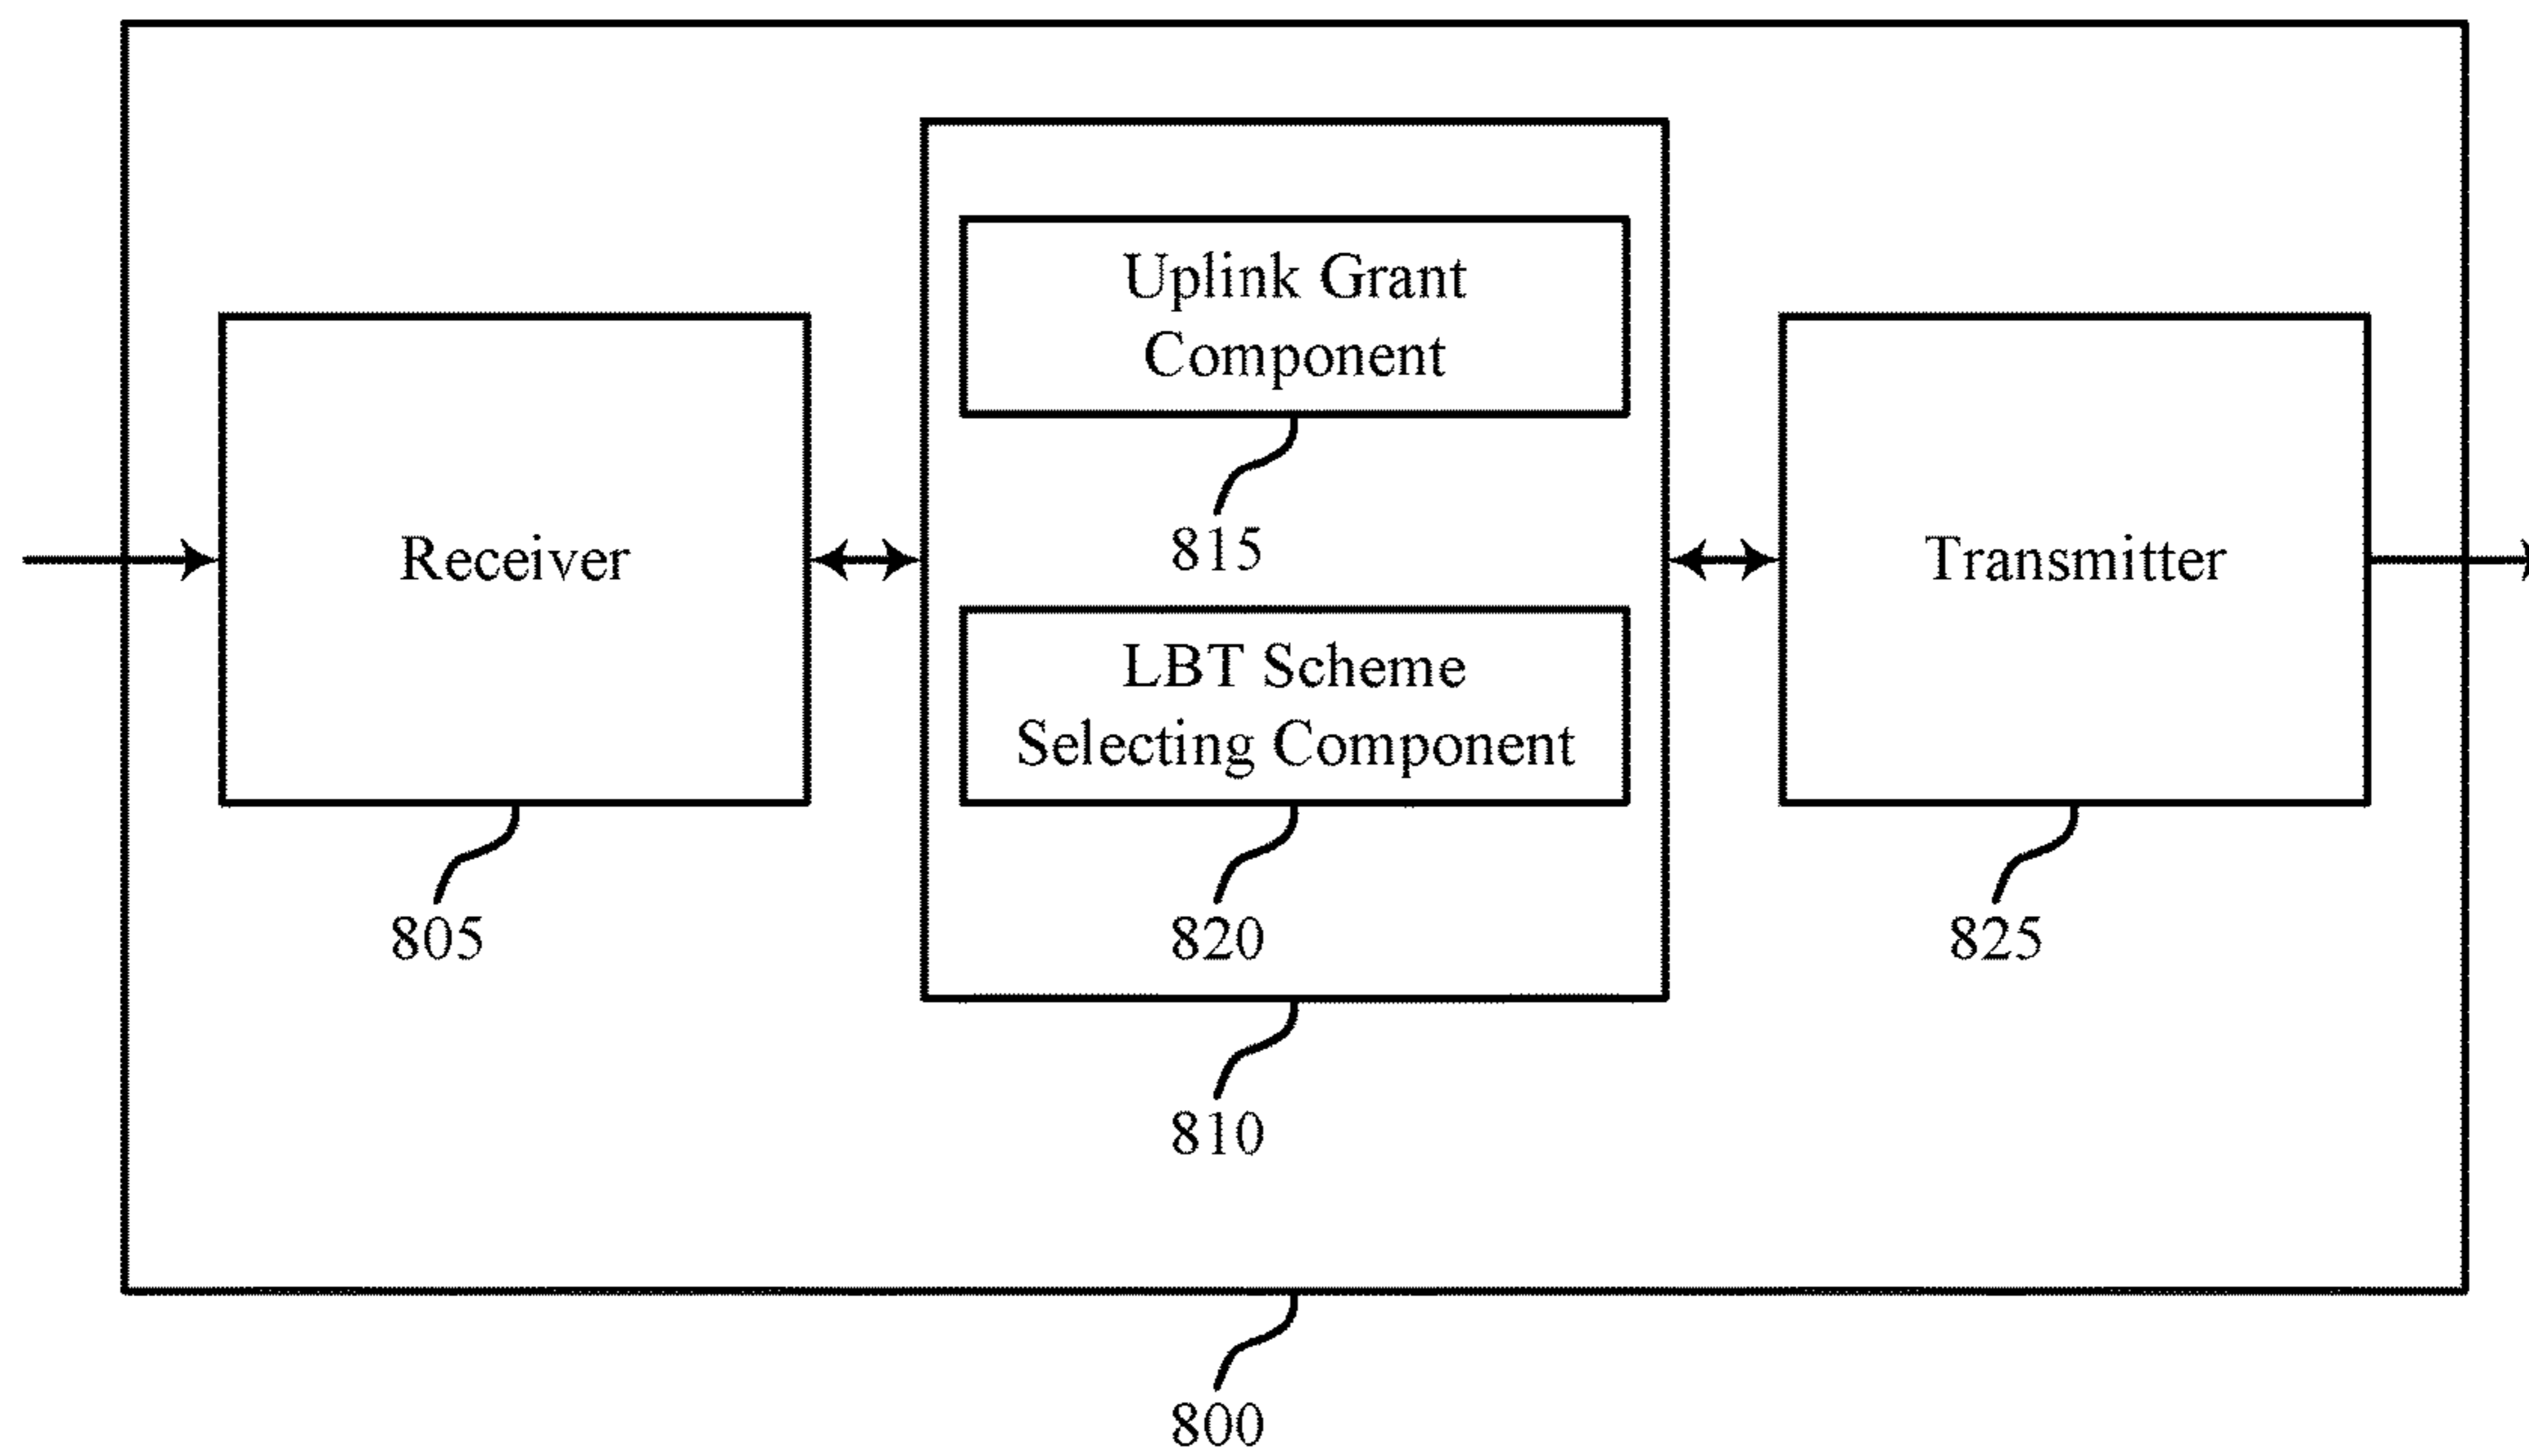 Uplink Grant
Component
815
Receiver
Transmitter
LBT Scheme
Selecting Component
805
820
825
810
800